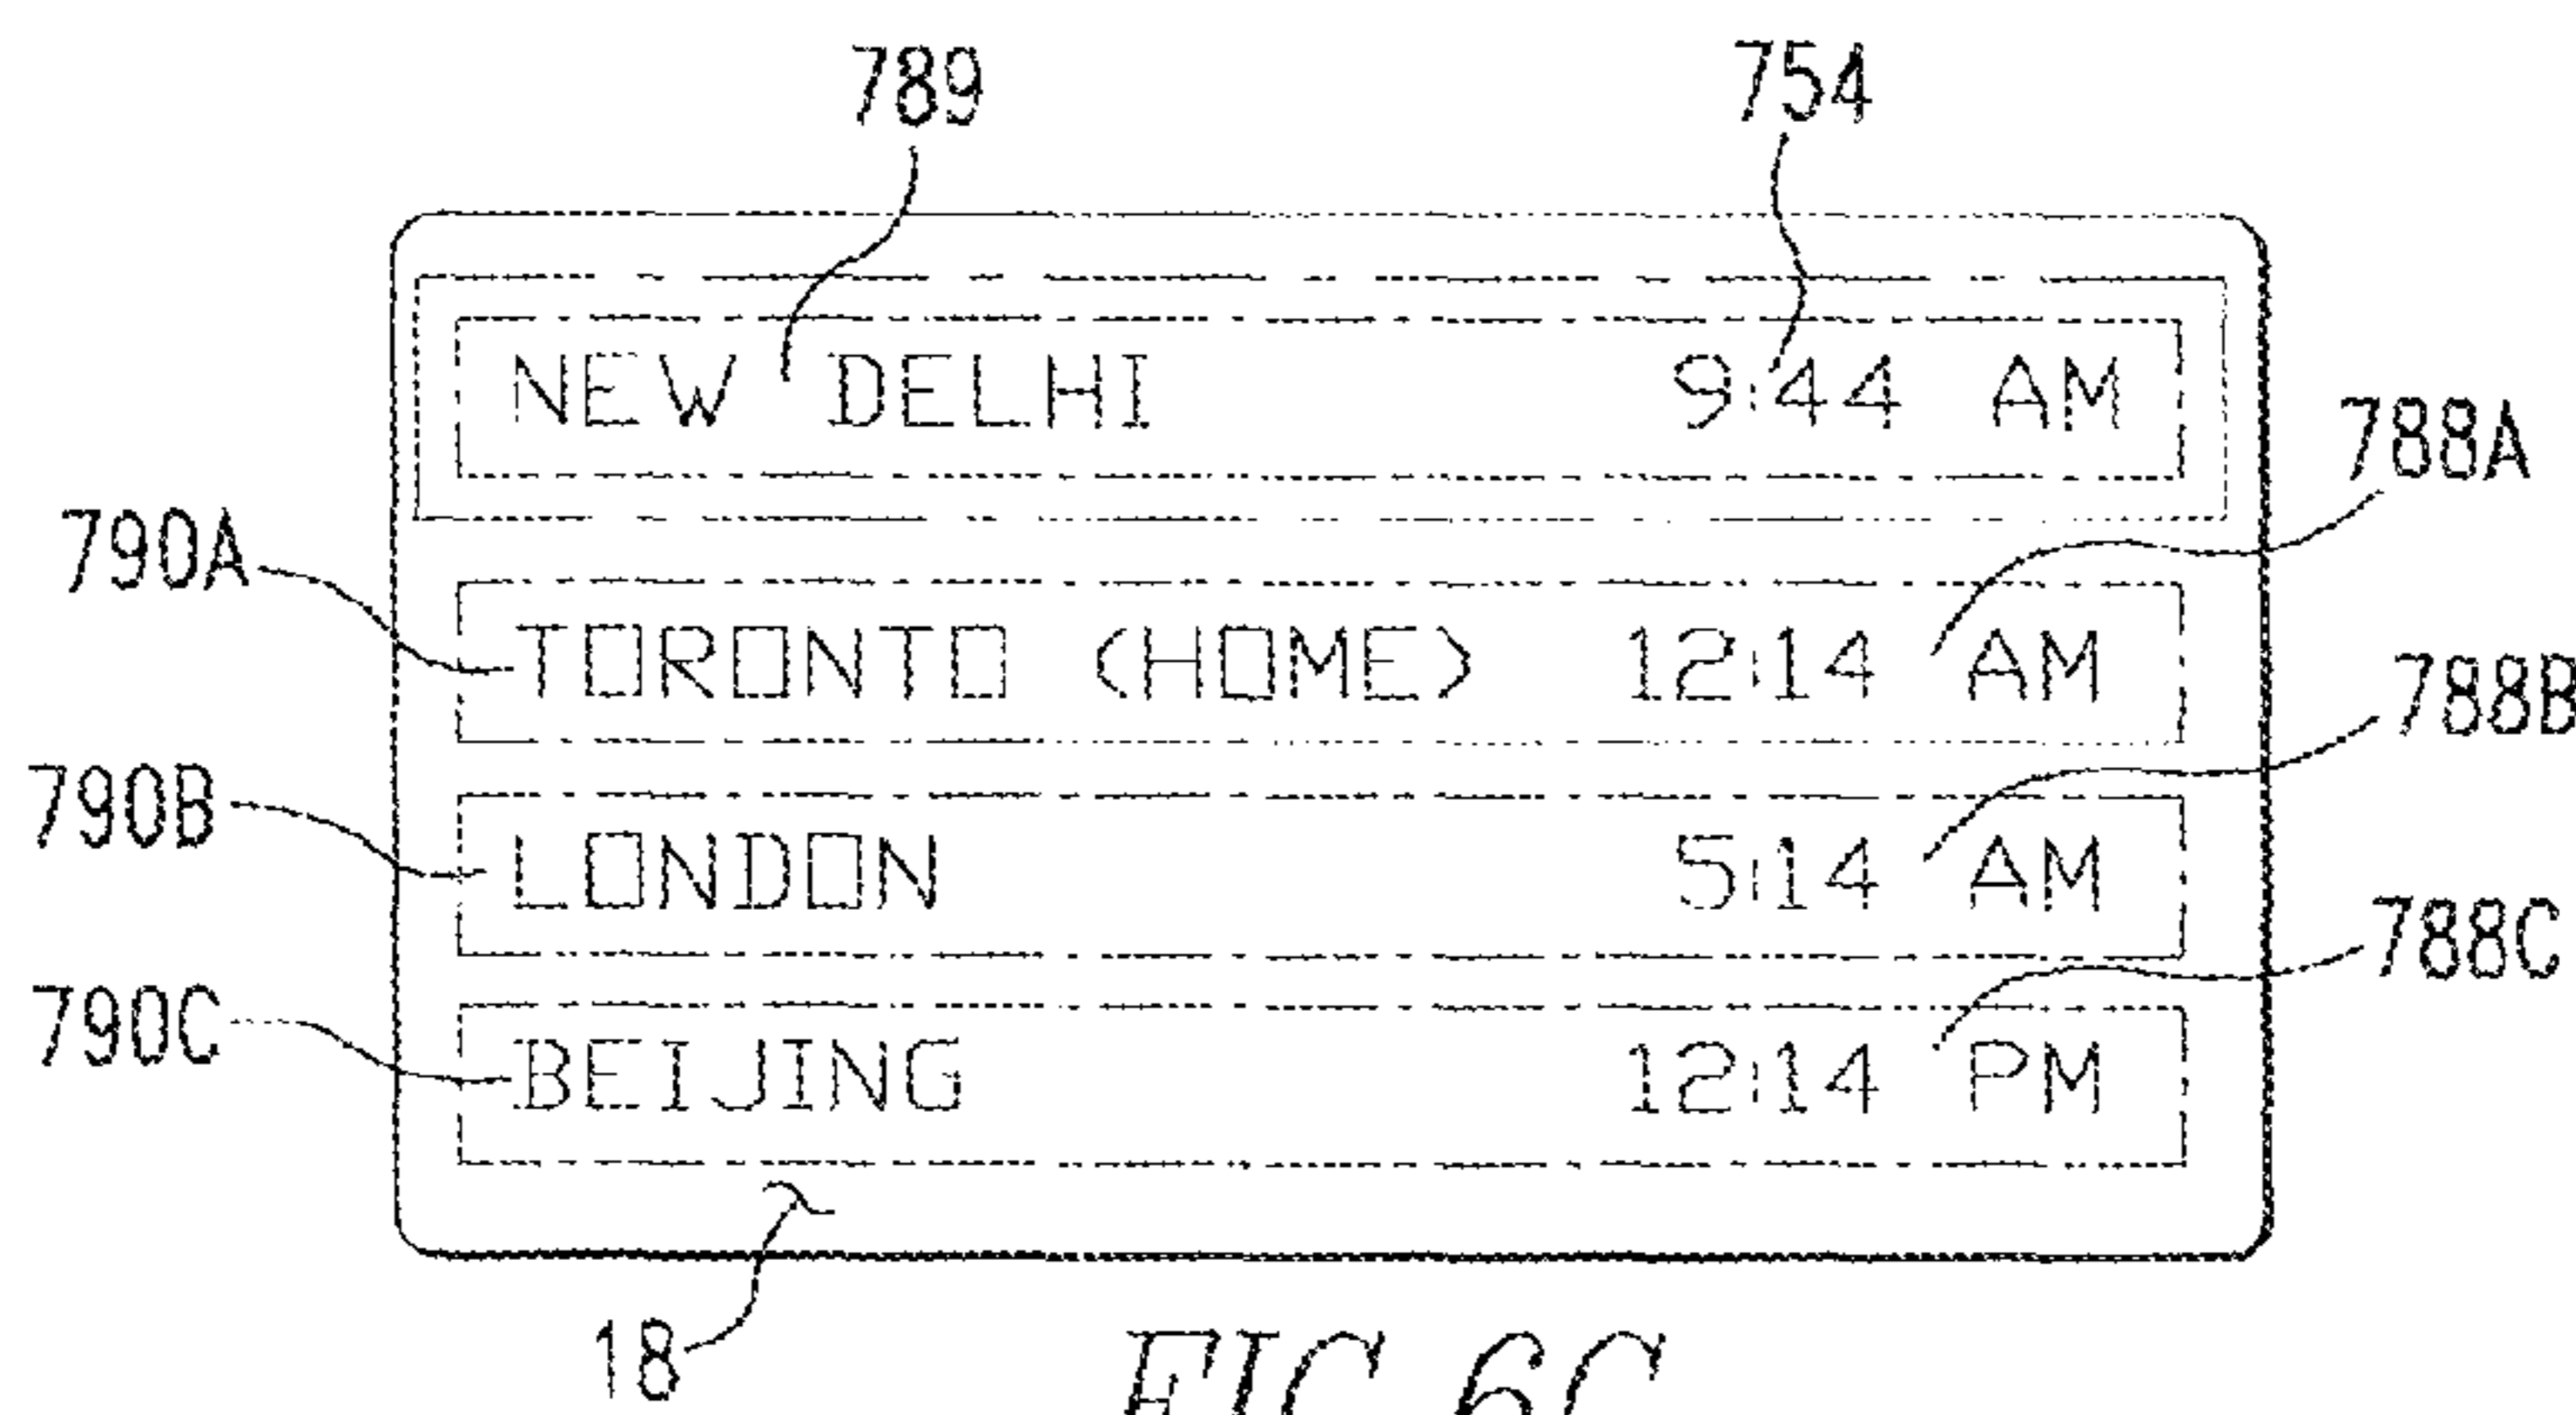 789 754
NEW DELHI 9:44 AM
788A
790A
TORONTO (HOME) 12:14 AM
788B
790B
LONDON 5:14 AM
788C
790C
BEIJING 12:14 PM
18
FIG.6C